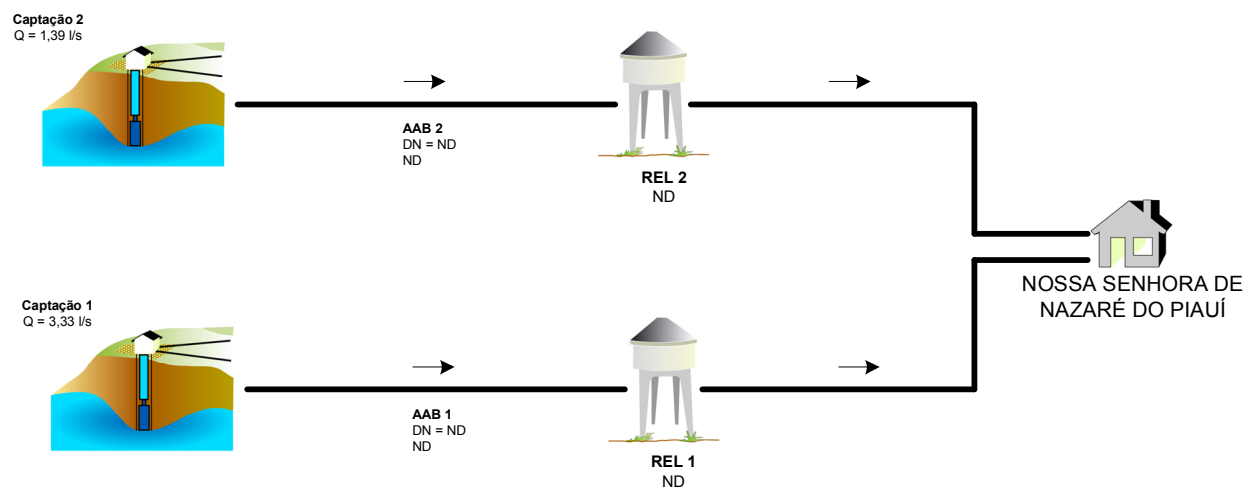 Captação 2
Q = 1,39 l/s
AAB 2
DN = ND
ND
REL 2
ND
NOSSA SENHORA DE
NAZARÉ DO PIAUÍ
Captação 1
Q = 3,33 l/s
AAB 1
DN = ND
ND
REL 1
ND